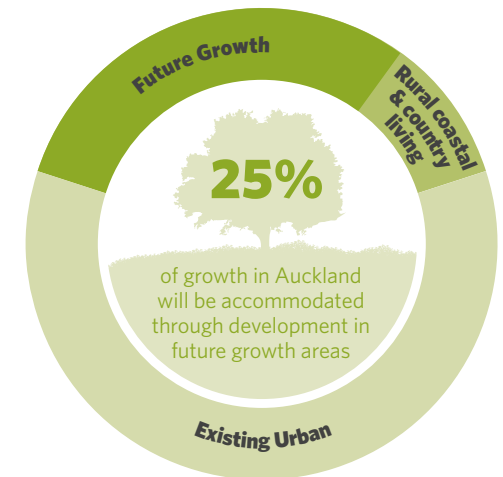 Future Growth
Rural coastal
& country
living
25%
of growth in Auckland
will be accommodated
through development in
future growth areas
Existing Urban